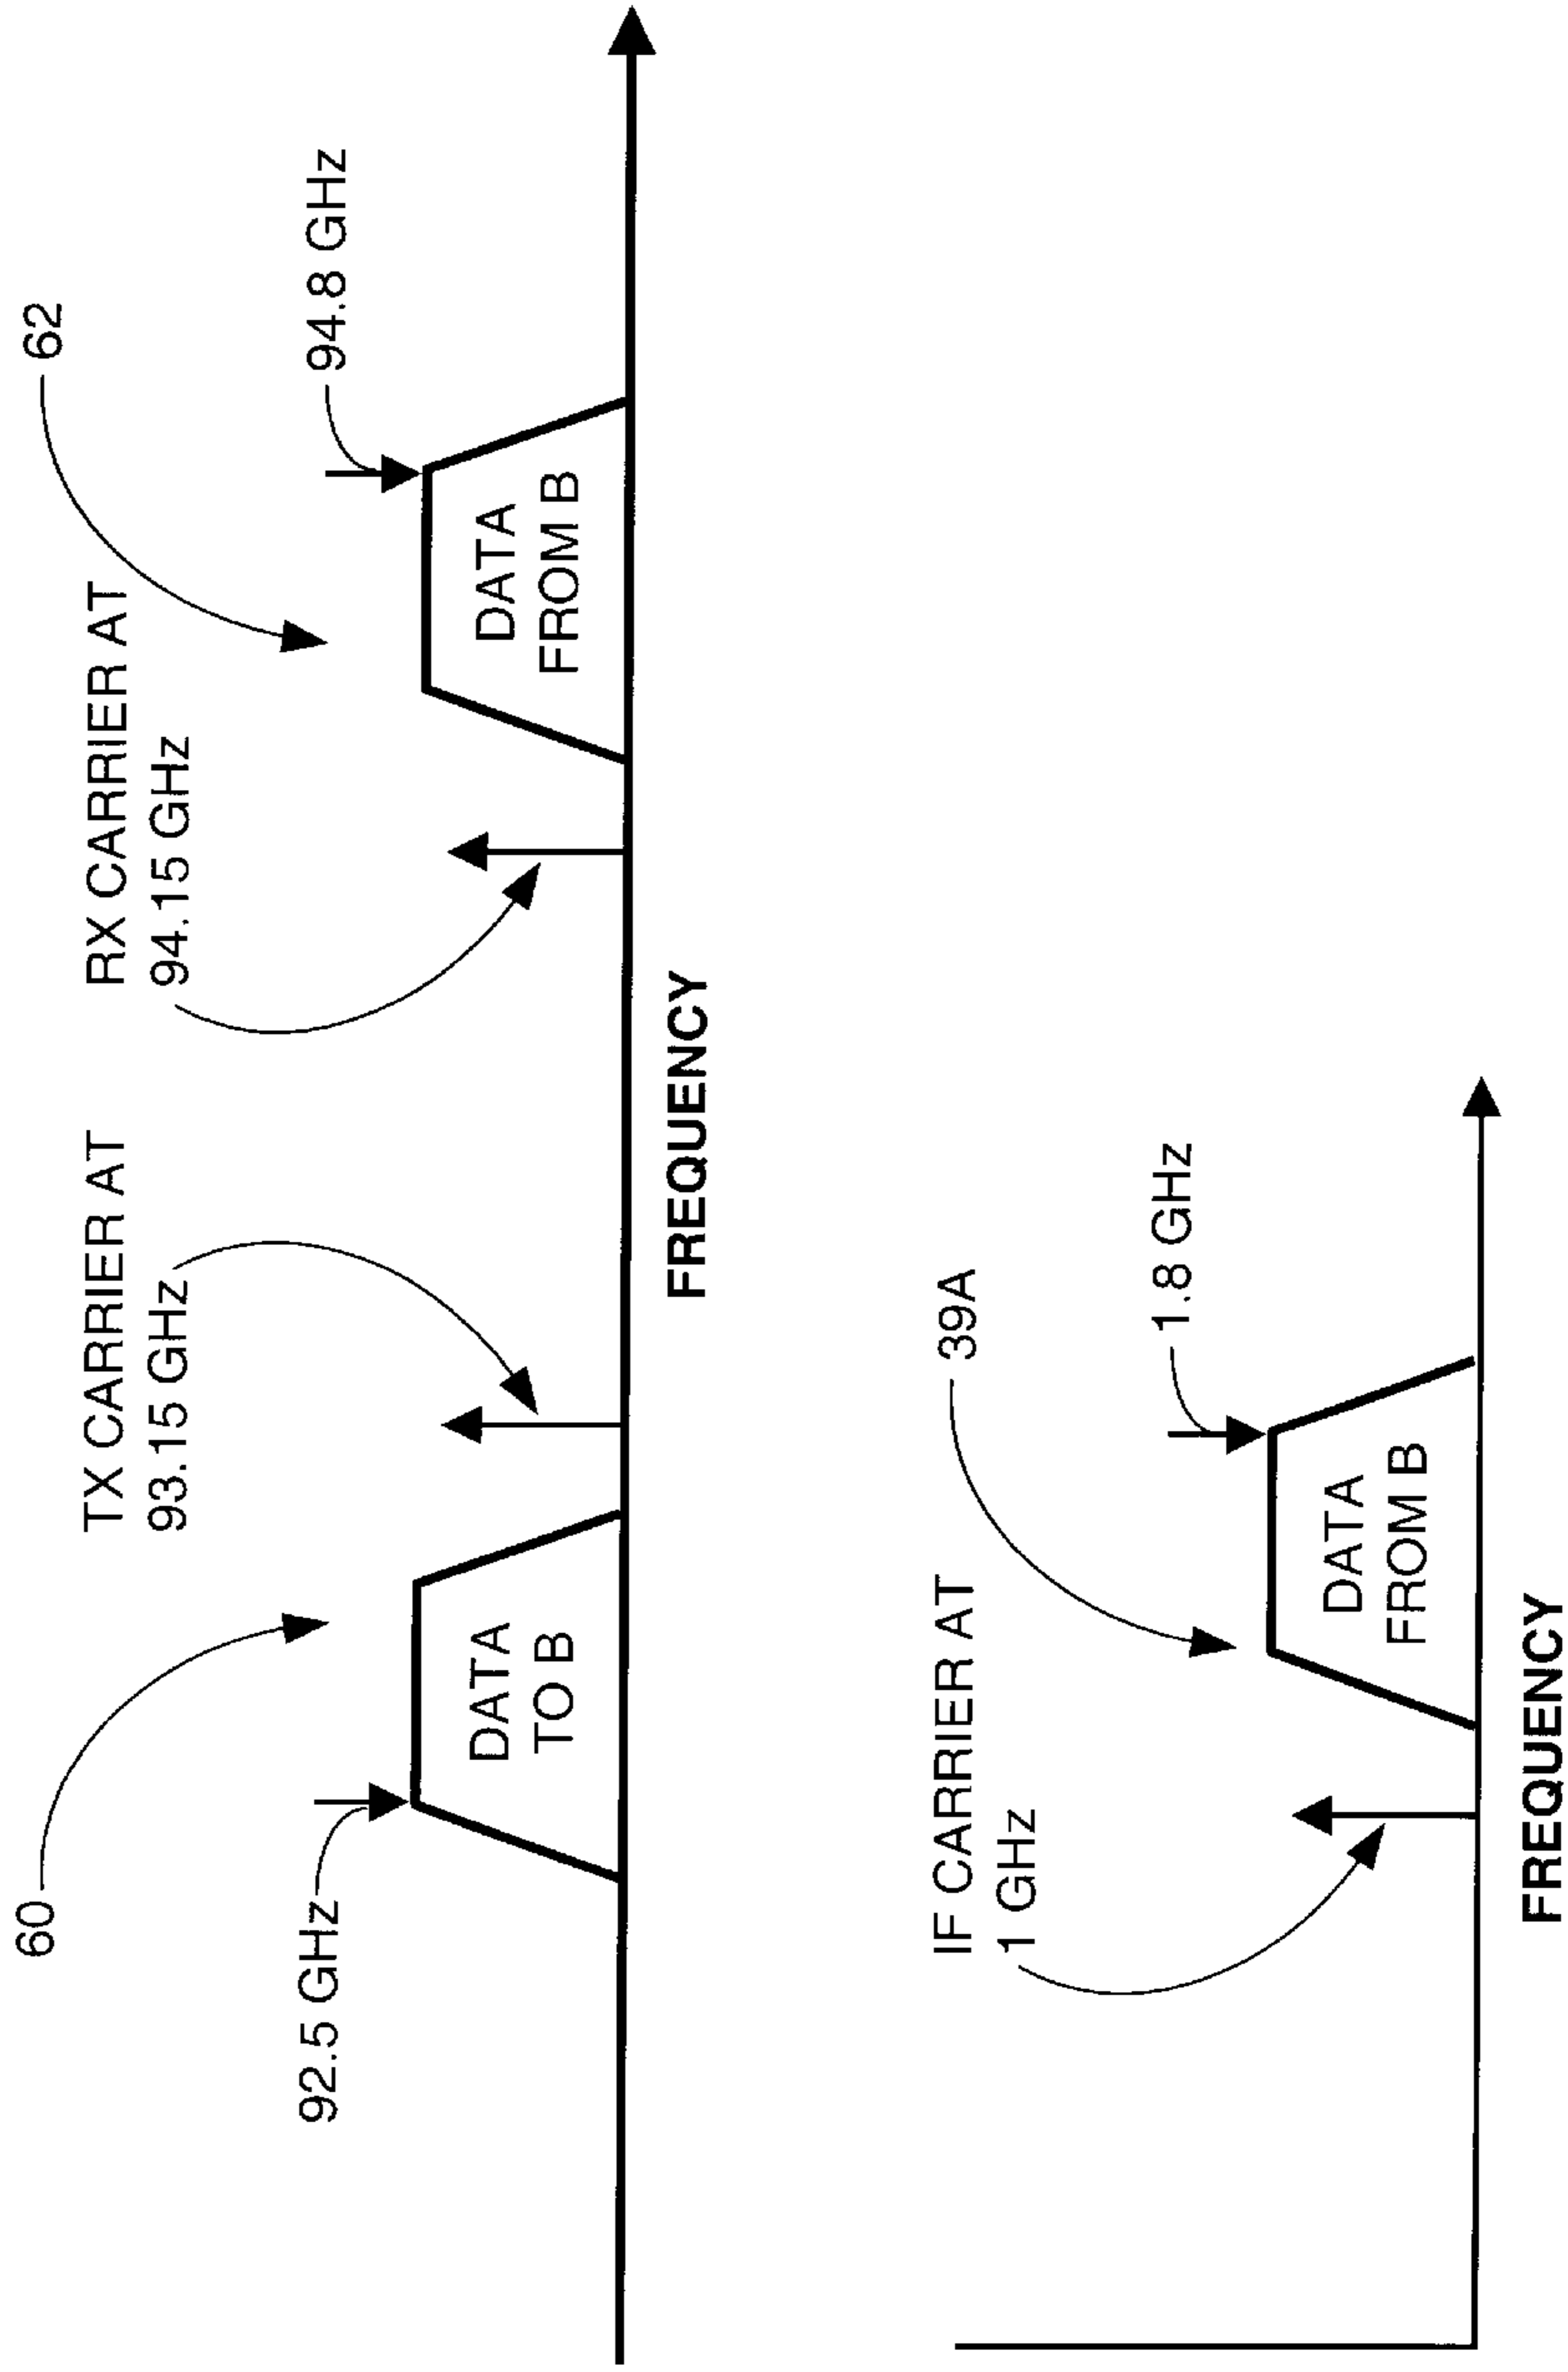 60
62
TX CARRIER AT
93.15 GHz
RX CARRIER AT
94.15 GHz
92.5 GHz
94.8 GHz
DATA
TO B
DATA
FROM B
FREQUENCY
IF CARRIER AT
1 GHz
39A
1.8 GHz
DATA
FROM B
FREQUENCY